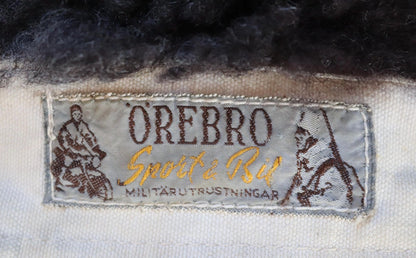 ÖREBRO
Sport & Bil
MILITÄRUTRUSTNINGAR